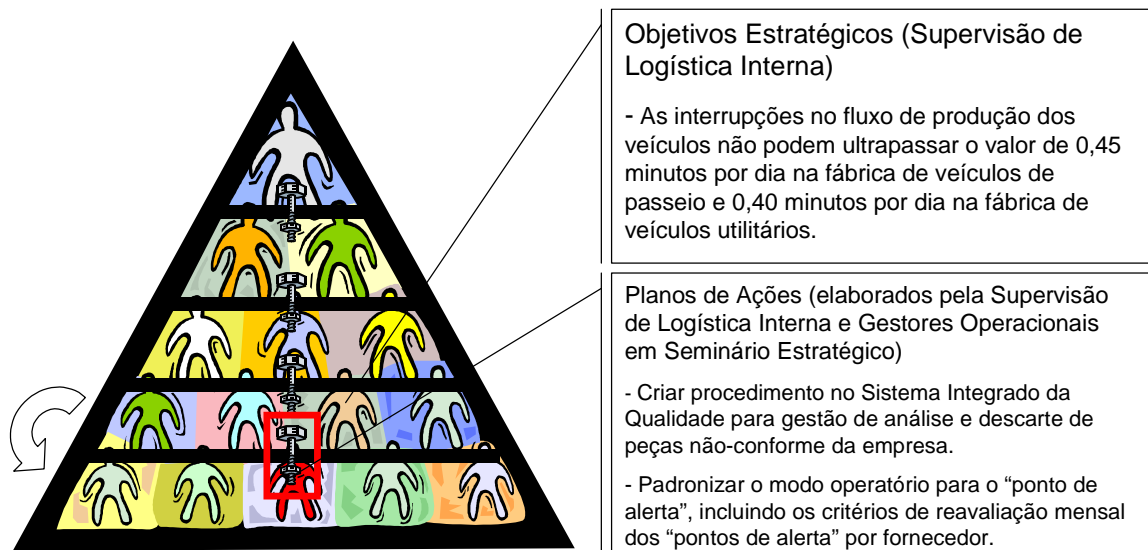 Objetivos Estratégicos (Supervisão de
Logística Interna)
- As interrupções no fluxo de produção dos
veículos não podem ultrapassar o valor de 0,45
minutos por dia na fábrica de veículos de
passeio e 0,40 minutos por dia na fábrica de
veículos utilitários.
Planos de Ações (elaborados pela Supervisão
de Logística Interna e Gestores Operacionais
em Seminário Estratégico)
- Criar procedimento no Sistema Integrado da
Qualidade para gestão de análise e descarte de
peças não-conforme da empresa.
- Padronizar o modo operatório para o “ponto de
alerta”, incluindo os critérios de reavaliação mensal
dos “pontos de alerta” por fornecedor.